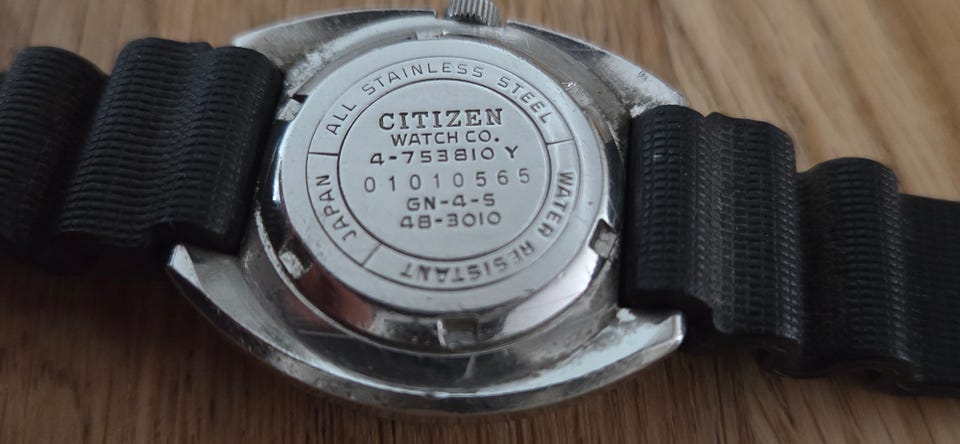 ALL STAINLESS STEEL
WATER RESISTANT
JAPAN
CITIZEN
WATCH CO.
4-753810 Y
01010565
GN-4-S
48-3010